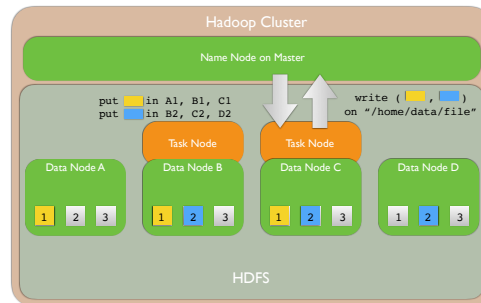 Hadoop Cluster
Name Node on Master
put in A1, B1, C1
put in B2, C2, D2
write ( , )
on "/home/data/file"
Task Node
Task Node
Data Node A
Data Node B
Data Node C
Data Node D
1 2 3
1 2 3
1 2 3
1 2 3
HDFS